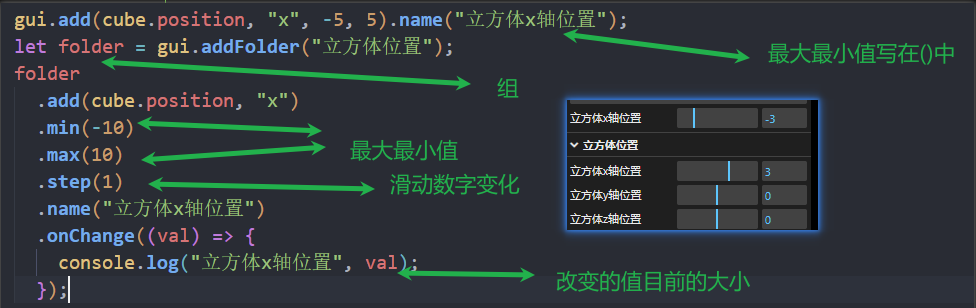 gui.add(cube.position, "x", -5, 5).name("立方体x轴位置");
let folder = gui.addFolder("立方体位置");
最大最小值写在()中
folder
组
.add(cube.position, "x")
.min(-10)
.max(10)
最大最小值
.step(1)
滑动数字变化
.name("立方体x轴位置")
.onChange((val) => {
console.log("立方体x轴位置", val);
改变的值目前的大小
});
立方体x轴位置 -3
立方体位置
立方体x轴位置 3
立方体y轴位置 0
立方体z轴位置 0